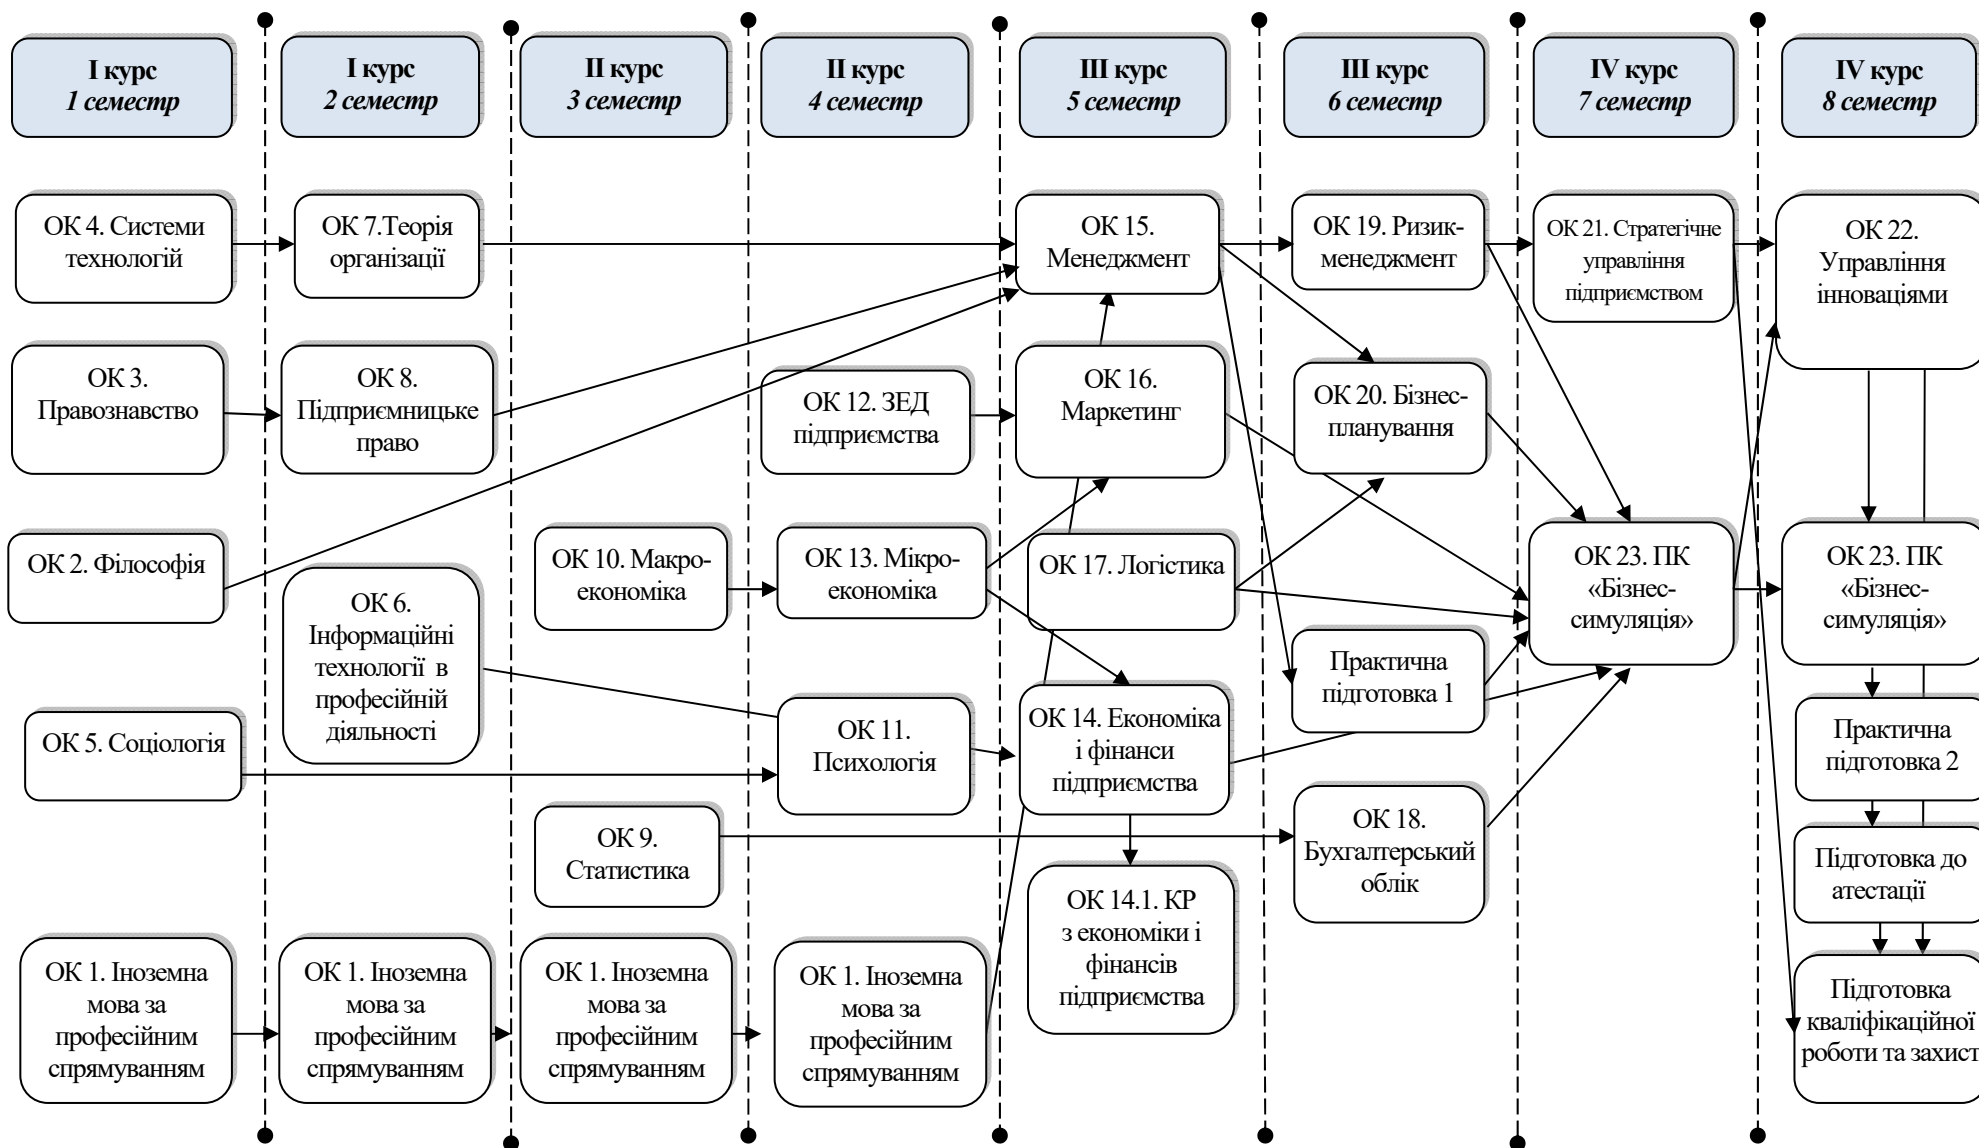 І курс
1 семестр
І курс
2 семестр
ІІ курс
3 семестр
ІІ курс
4 семестр
ІІІ курс
5 семестр
ІІІ курс
6 семестр
IV курс
7 семестр
IV курс
8 семестр
ОК 4. Системи
технологій
ОК 3.
Правознавство
ОК 2. Філософія
ОК 5. Соціологія
ОК 1. Іноземна
мова за
професійним
спрямуванням
ОК 7.Теорія
організації
ОК 8.
Підприємницьке
право
ОК 6.
Інформаційні
технології в
професійній
діяльності
ОК 1. Іноземна
мова за
професійним
спрямуванням
ОК 10. Макро-
економіка
ОК 9.
Статистика
ОК 1. Іноземна
мова за
професійним
спрямуванням
ОК 12. ЗЕД
підприємства
ОК 13. Мікро-
економіка
ОК 11.
Психологія
ОК 1. Іноземна
мова за
професійним
спрямуванням
ОК 15.
Менеджмент
ОК 16.
Маркетинг
ОК 17. Логістика
ОК 14. Економіка
і фінанси
підприємства
ОК 14.1. КР
з економіки і
фінансів
підприємства
ОК 19. Ризик-
менеджмент
ОК 20. Бізнес-
планування
Практична
підготовка 1
ОК 18.
Бухгалтерський
облік
ОК 21. Стратегічне
управління
підприємством
ОК 23. ПК
«Бізнес-
симуляція»
ОК 22.
Управління
інноваціями
ОК 23. ПК
«Бізнес-
симуляція»
Практична
підготовка 2
Підготовка до
атестації
Підготовка
кваліфікаційної
роботи та захист